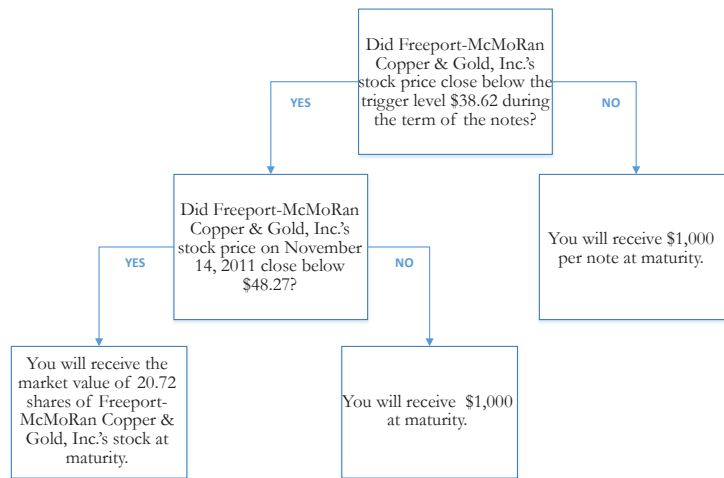 Did Freeport-McMoRan
Copper & Gold, Inc.'s
stock price close below the
trigger level $38.62 during
the term of the notes?
YES
NO
Did Freeport-McMoRan
Copper & Gold, Inc.'s
stock price on November
14, 2011 close below
$48.27?
You will receive $1,000
per note at maturity.
YES
NO
You will receive the
market value of 20.72
shares of Freeport-
McMoRan Copper &
Gold, Inc.'s stock at
maturity.
You will receive $1,000
at maturity.